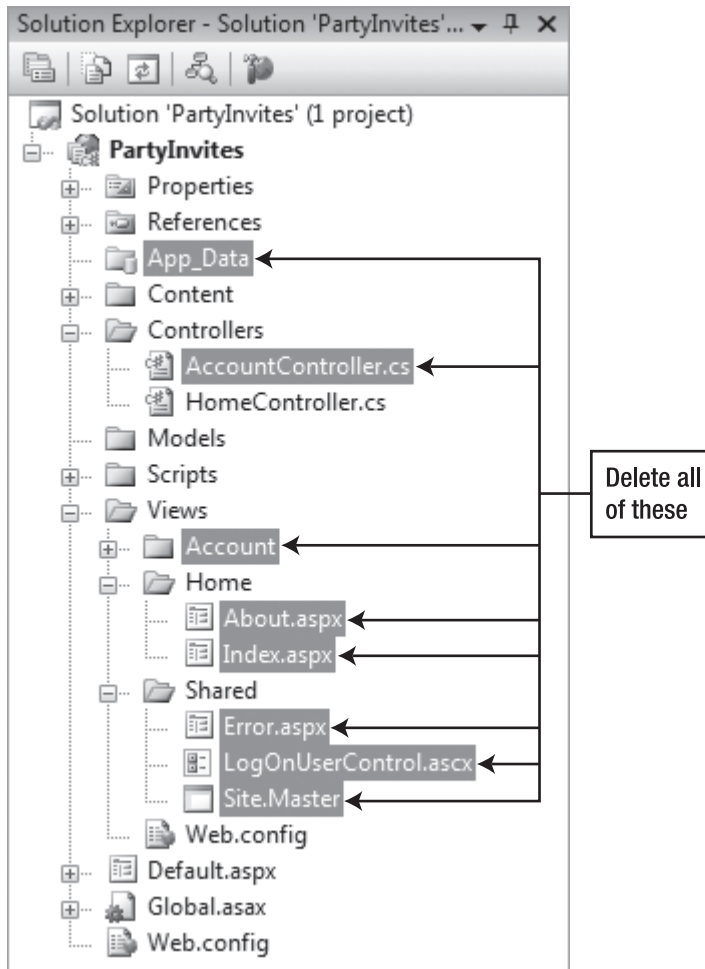 Solution Explorer - Solution 'PartyInvites'...
Solution 'PartyInvites' (1 project)
PartyInvites
Properties
References
App_Data
Content
Controllers
AccountController.cs
HomeController.cs
Models
Scripts
Views
Account
Home
About.aspx
Index.aspx
Shared
Error.aspx
LogOnUserControl.ascx
Site.Master
Web.config
Default.aspx
Global.asax
Web.config
Delete all
of these